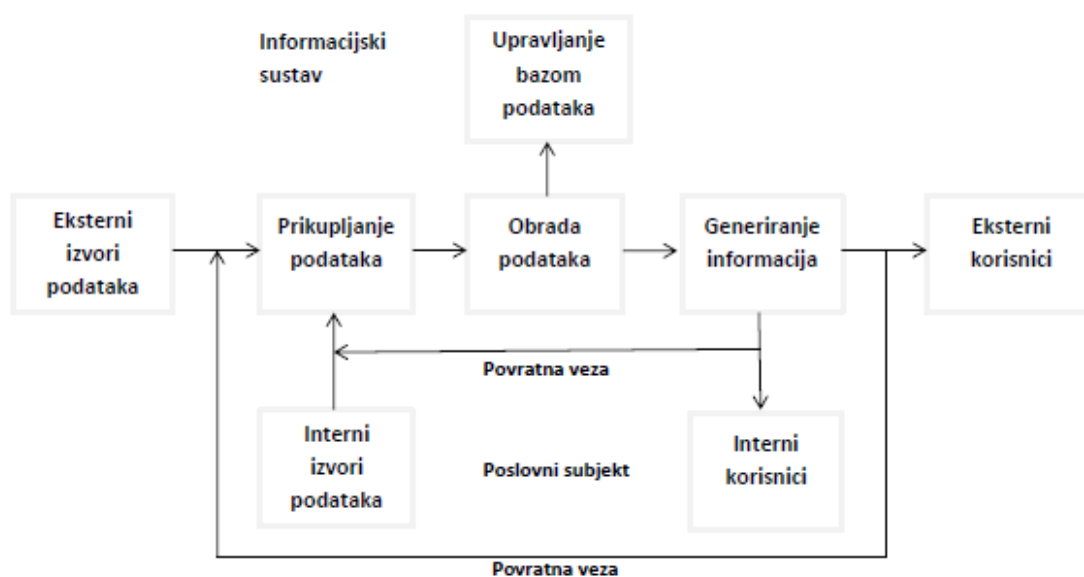 Informacijski
sustav
Upravljanje
bazom
podataka
Eksterni
izvori
podataka
Prikupljanje
podataka
Obrada
podataka
Generiranje
informacija
Eksterni
korisnici
Povratna veza
Interni
izvori
podataka
Poslovni subjekt
Interni
korisnici
Povratna veza